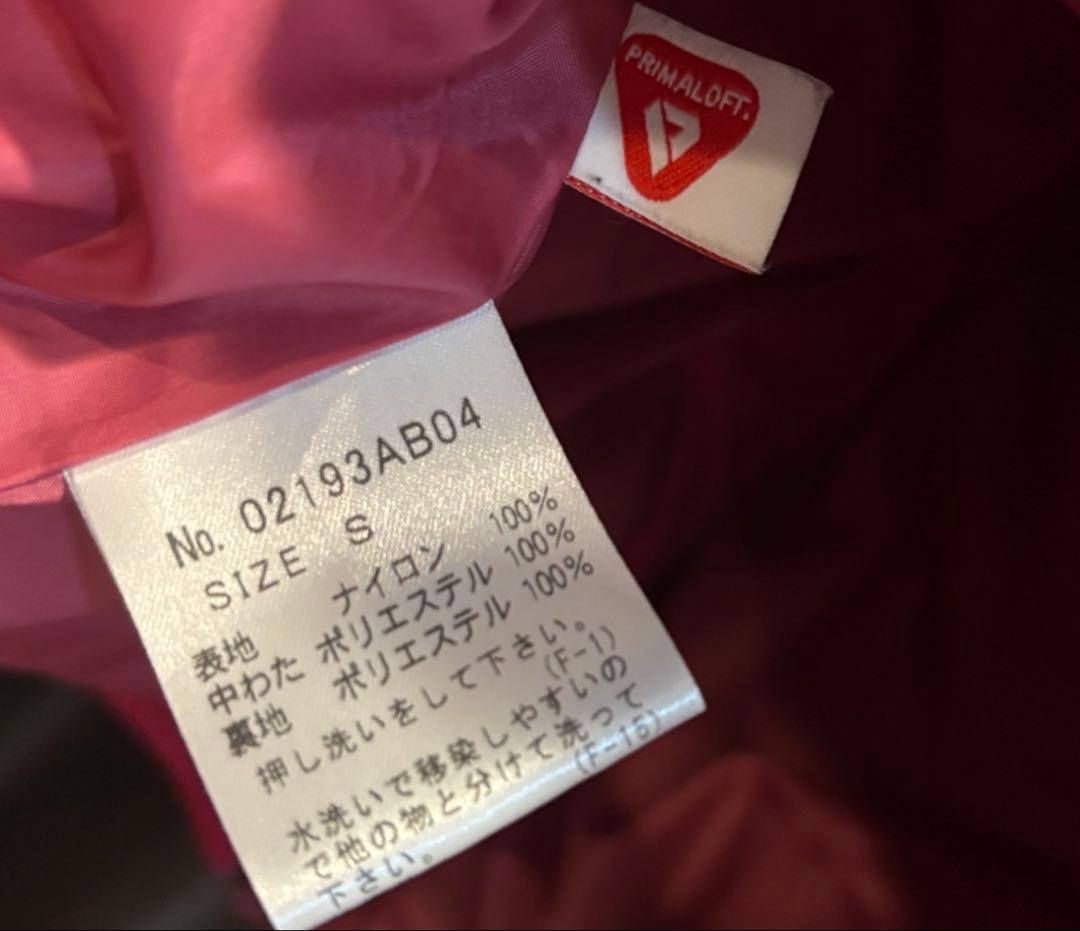 PRIMALOFT.
No. 02193AB04
SIZE S
表地 ナイロン 100%
中わた ポリエステル 100%
裏地 ポリエステル 100%
押し洗いをして下さい。
(F-1)
水洗いで移染しやすいの
で他の物と分けて洗って
下さい。 (F-15)